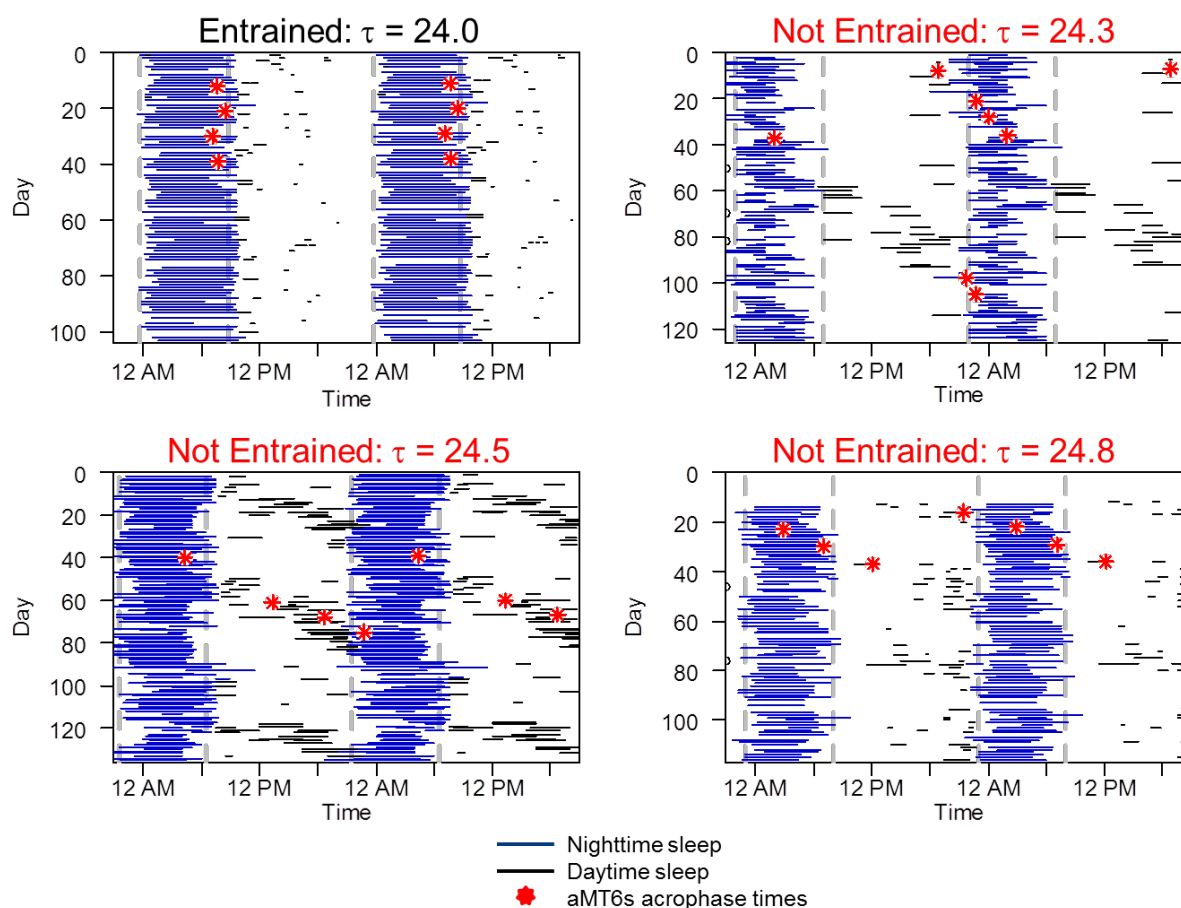 Entrained: τ = 24.0
0
20
40
60
80
100
Day
12 AM
12 PM
12 AM
12 PM
Time
Not Entrained: τ = 24.3
0
20
40
60
80
100
120
Day
12 AM
12 PM
12 AM
12 PM
Time
Not Entrained: τ = 24.5
0
20
40
60
80
100
120
Day
12 AM
12 PM
12 AM
12 PM
Time
Not Entrained: τ = 24.8
0
20
40
60
80
100
Day
12 AM
12 PM
12 AM
12 PM
Time
Nighttime sleep
Daytime sleep
aMT6s acrophase times